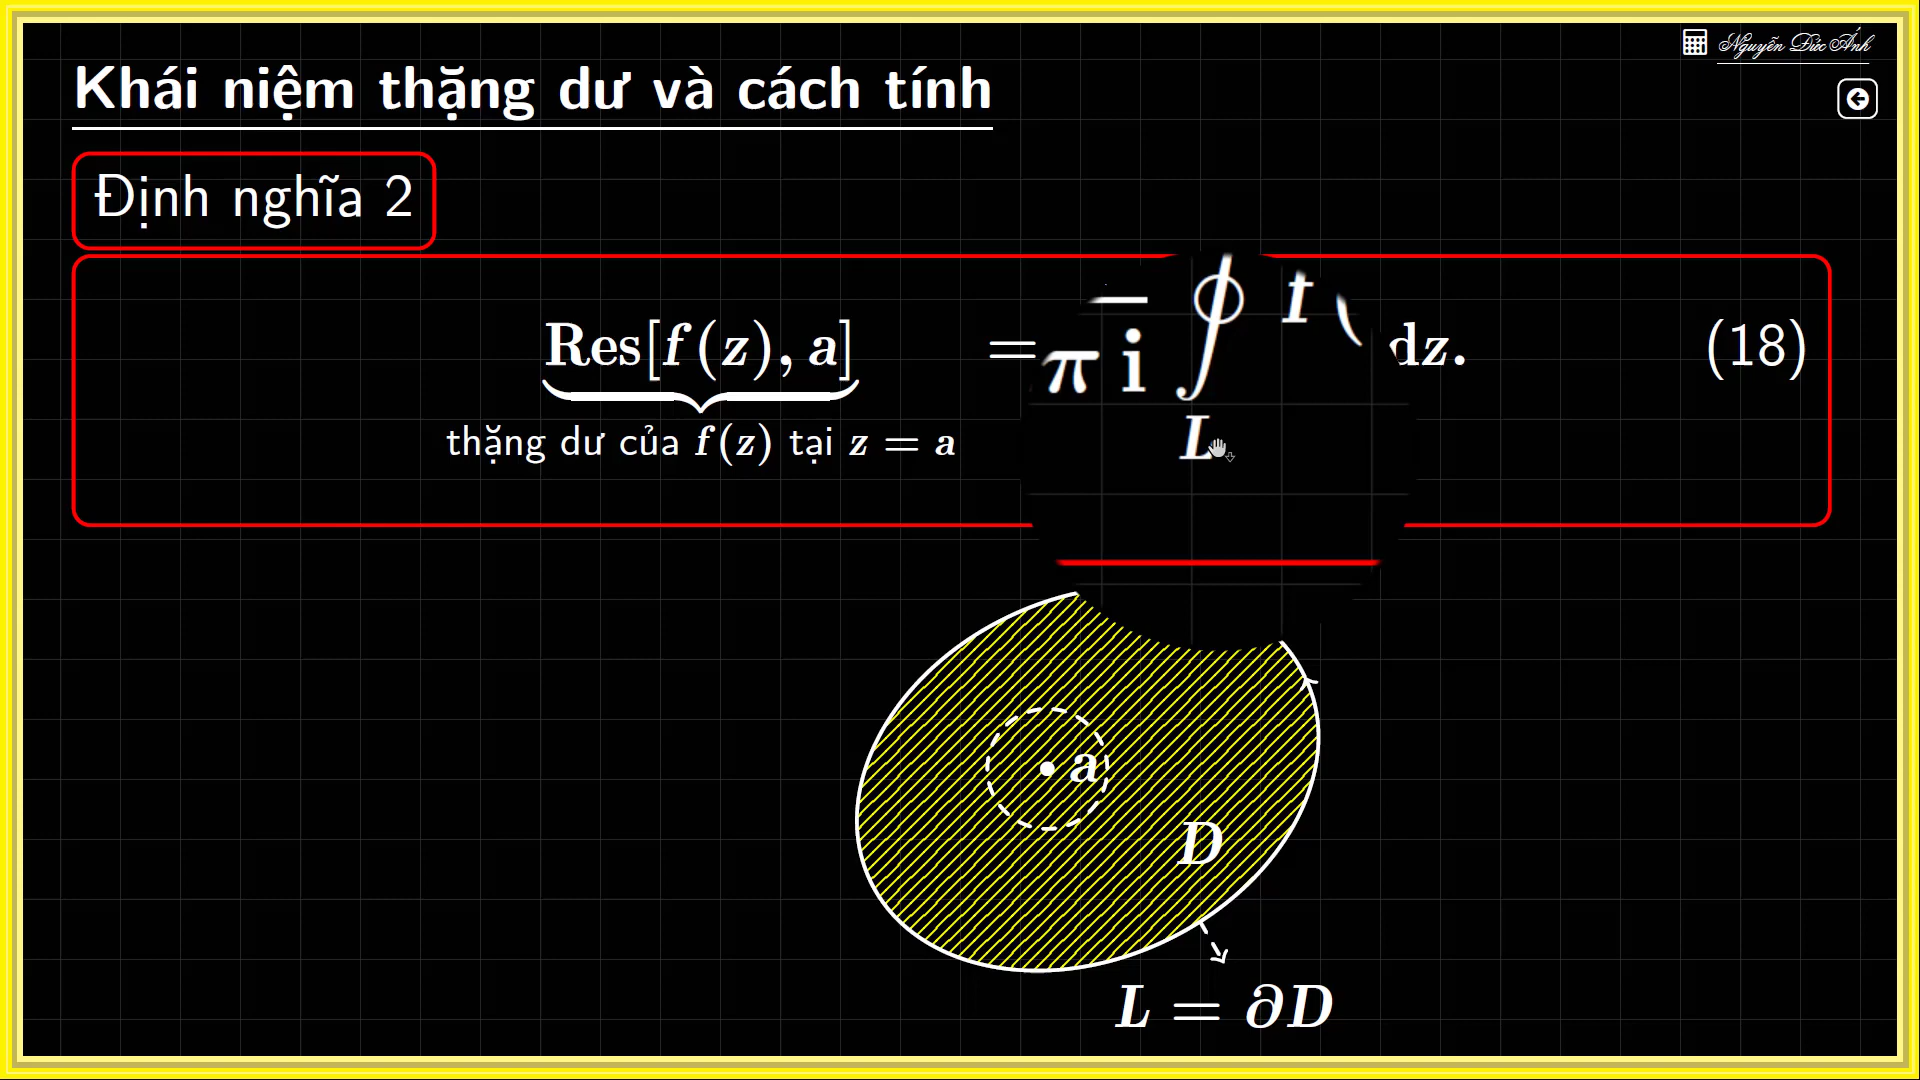 Nguyễn Đức Ánh
Khái niệm thặng dư và cách tính
Định nghĩa 2
Res[f(z), a] = π i ∮ f ( dz. (18)
L
thặng dư của f(z) tại z = a
a
D
L = ∂D